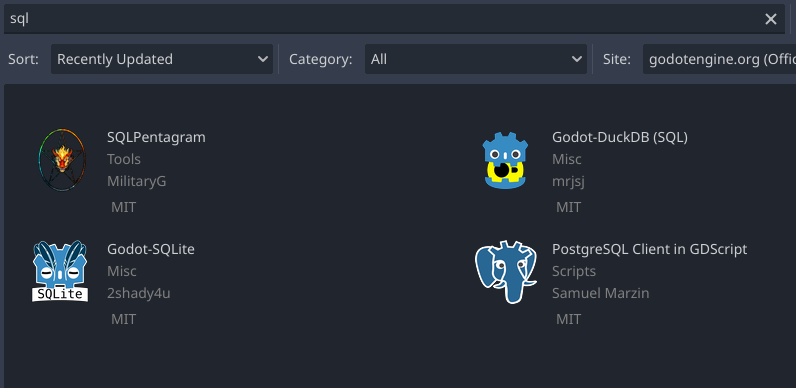 sql
Sort: Recently Updated Category: All Site: godotengine.org (Offic
SQLPentagram
Tools
MilitaryG
MIT
Godot-DuckDB (SQL)
Misc
mrjsj
MIT
SQLite
Godot-SQLite
Misc
2shady4u
MIT
PostgreSQL Client in GDScript
Scripts
Samuel Marzin
MIT